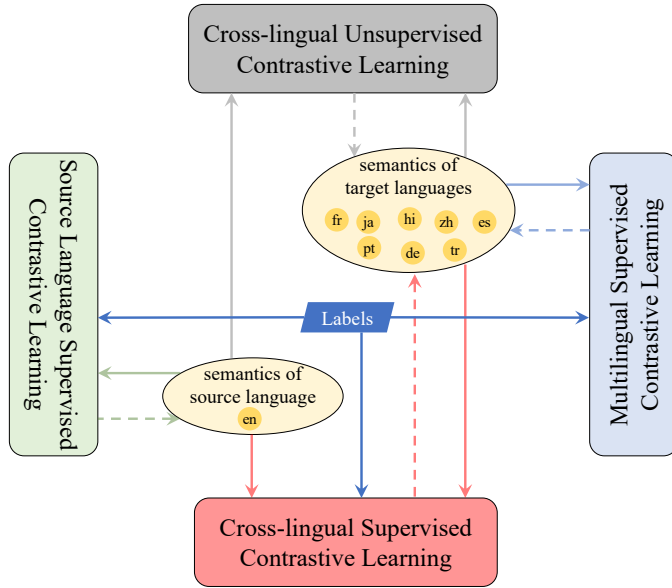 Cross-lingual Unsupervised
Contrastive Learning
Source Language Supervised
Contrastive Learning
semantics of
target languages
fr ja hi zh es
pt de tr
Multilingual Supervised
Contrastive Learning
Labels
semantics of
source language
en
Cross-lingual Supervised
Contrastive Learning